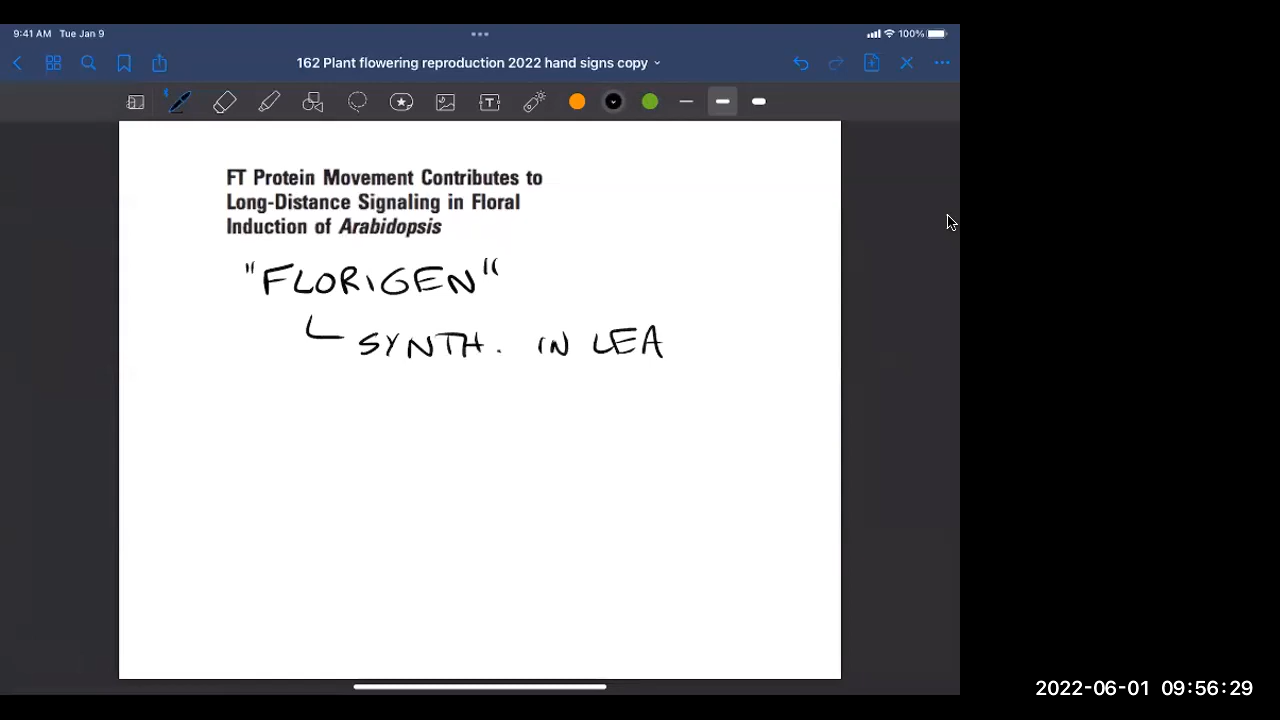 9:41 AM Tue Jan 9
100%
162 Plant flowering reproduction 2022 hand signs copy
FT Protein Movement Contributes to
Long-Distance Signaling in Floral
Induction of Arabidopsis
"FLORIGEN"
SYNTH. IN LEA
2022-06-01 09:56:29